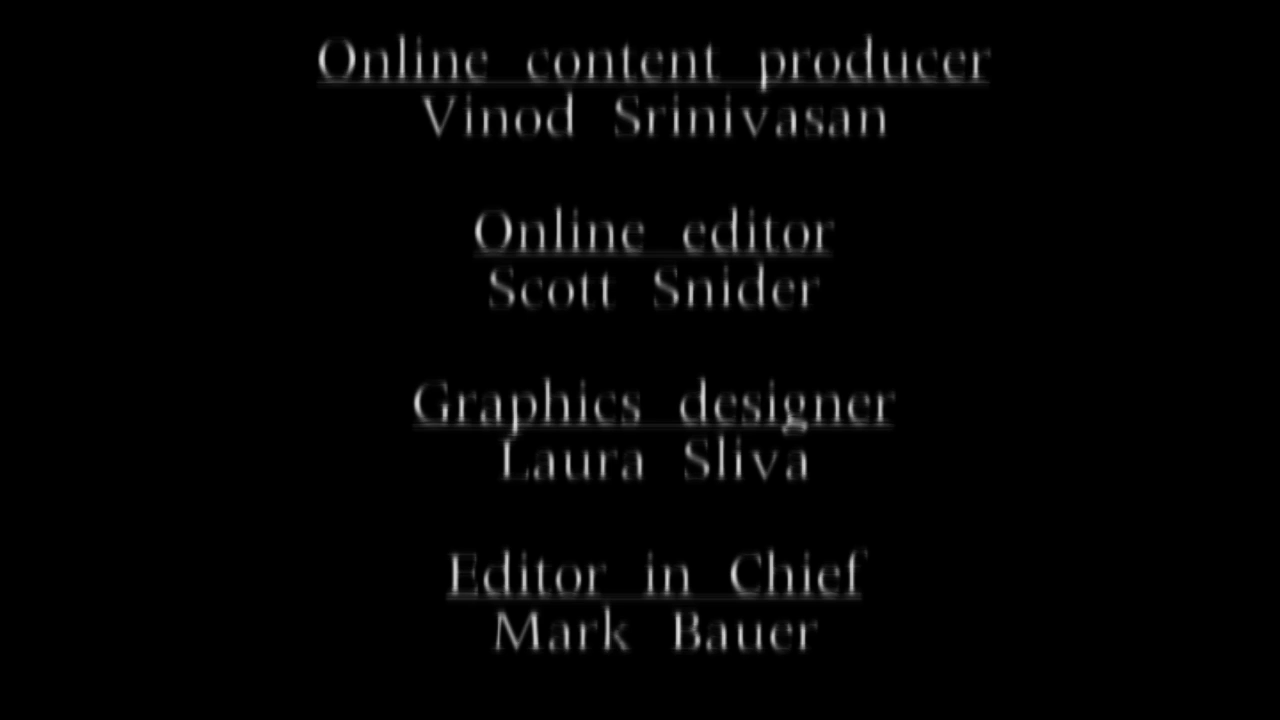 Online content producer
Vinod Srinivasan
Online editor
Scott Snider
Graphics designer
Laura Sliva
Editor in Chief
Mark Bauer